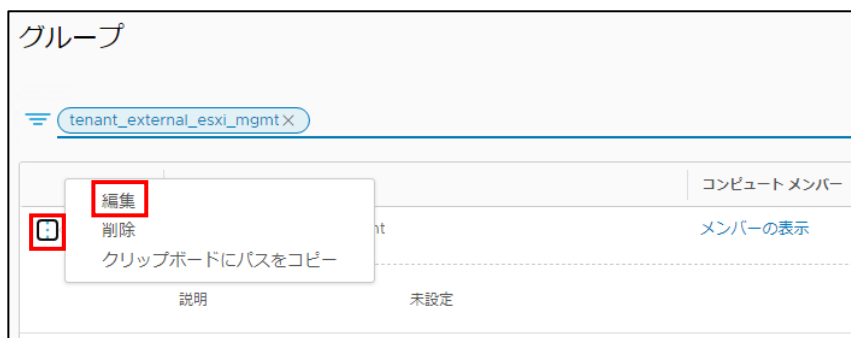 グループ
tenant_external_esxi_mgmt×
コンピュート メンバー
編集
削除
nt
メンバーの表示
クリップボードにパスをコピー
説明
未設定